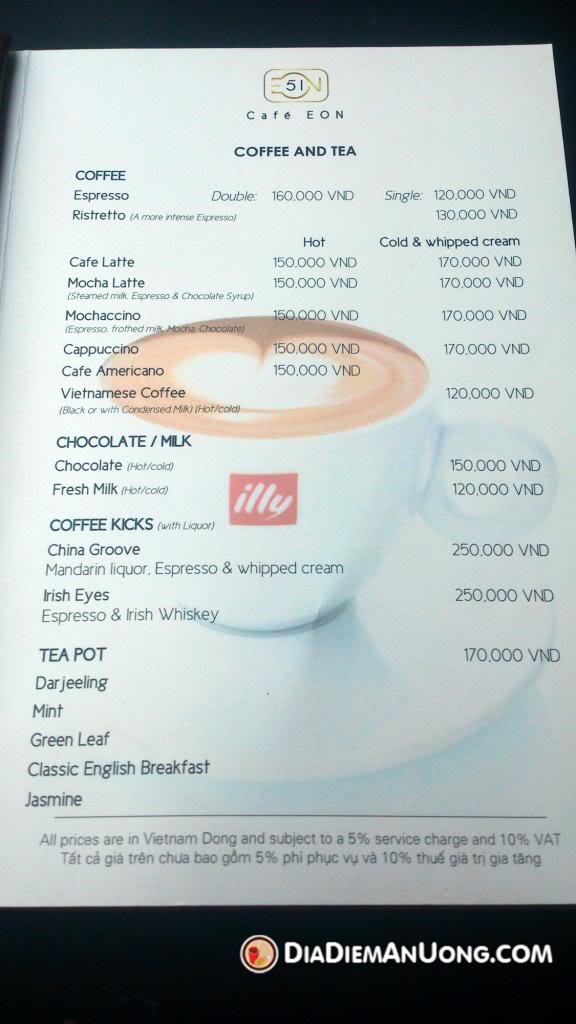 E51N
Café EON
COFFEE AND TEA
COFFEE
Espresso Double: 160,000 VND Single: 120,000 VND
Ristretto (A more intense Espresso) 130,000 VND
Hot Cold & whipped cream
Cafe Latte 150,000 VND 170,000 VND
Mocha Latte 150,000 VND 170,000 VND
(Steamed milk, Espresso & Chocolate Syrup)
Mochaccino 150,000 VND 170,000 VND
(Espresso, frothed milk, Mocha, Chocolate)
Cappuccino 150,000 VND 170,000 VND
Cafe Americano 150,000 VND
Vietnamese Coffee 120,000 VND
(Black or with Condensed Milk) (Hot/cold)
CHOCOLATE / MILK
Chocolate (Hot/cold) 150,000 VND
Fresh Milk (Hot/cold) 120,000 VND
illy
COFFEE KICKS (with Liquor)
China Groove 250,000 VND
Mandarin liquor, Espresso & whipped cream
Irish Eyes 250,000 VND
Espresso & Irish Whiskey
TEA POT 170,000 VND
Darjeeling
Mint
Green Leaf
Classic English Breakfast
Jasmine
All prices are in Vietnam Dong and subject to a 5% service charge and 10% VAT
Tất cả giá trên chưa bao gồm 5% phí phục vụ và 10% thuế giá trị gia tăng
DIADIEMANUONG.COM